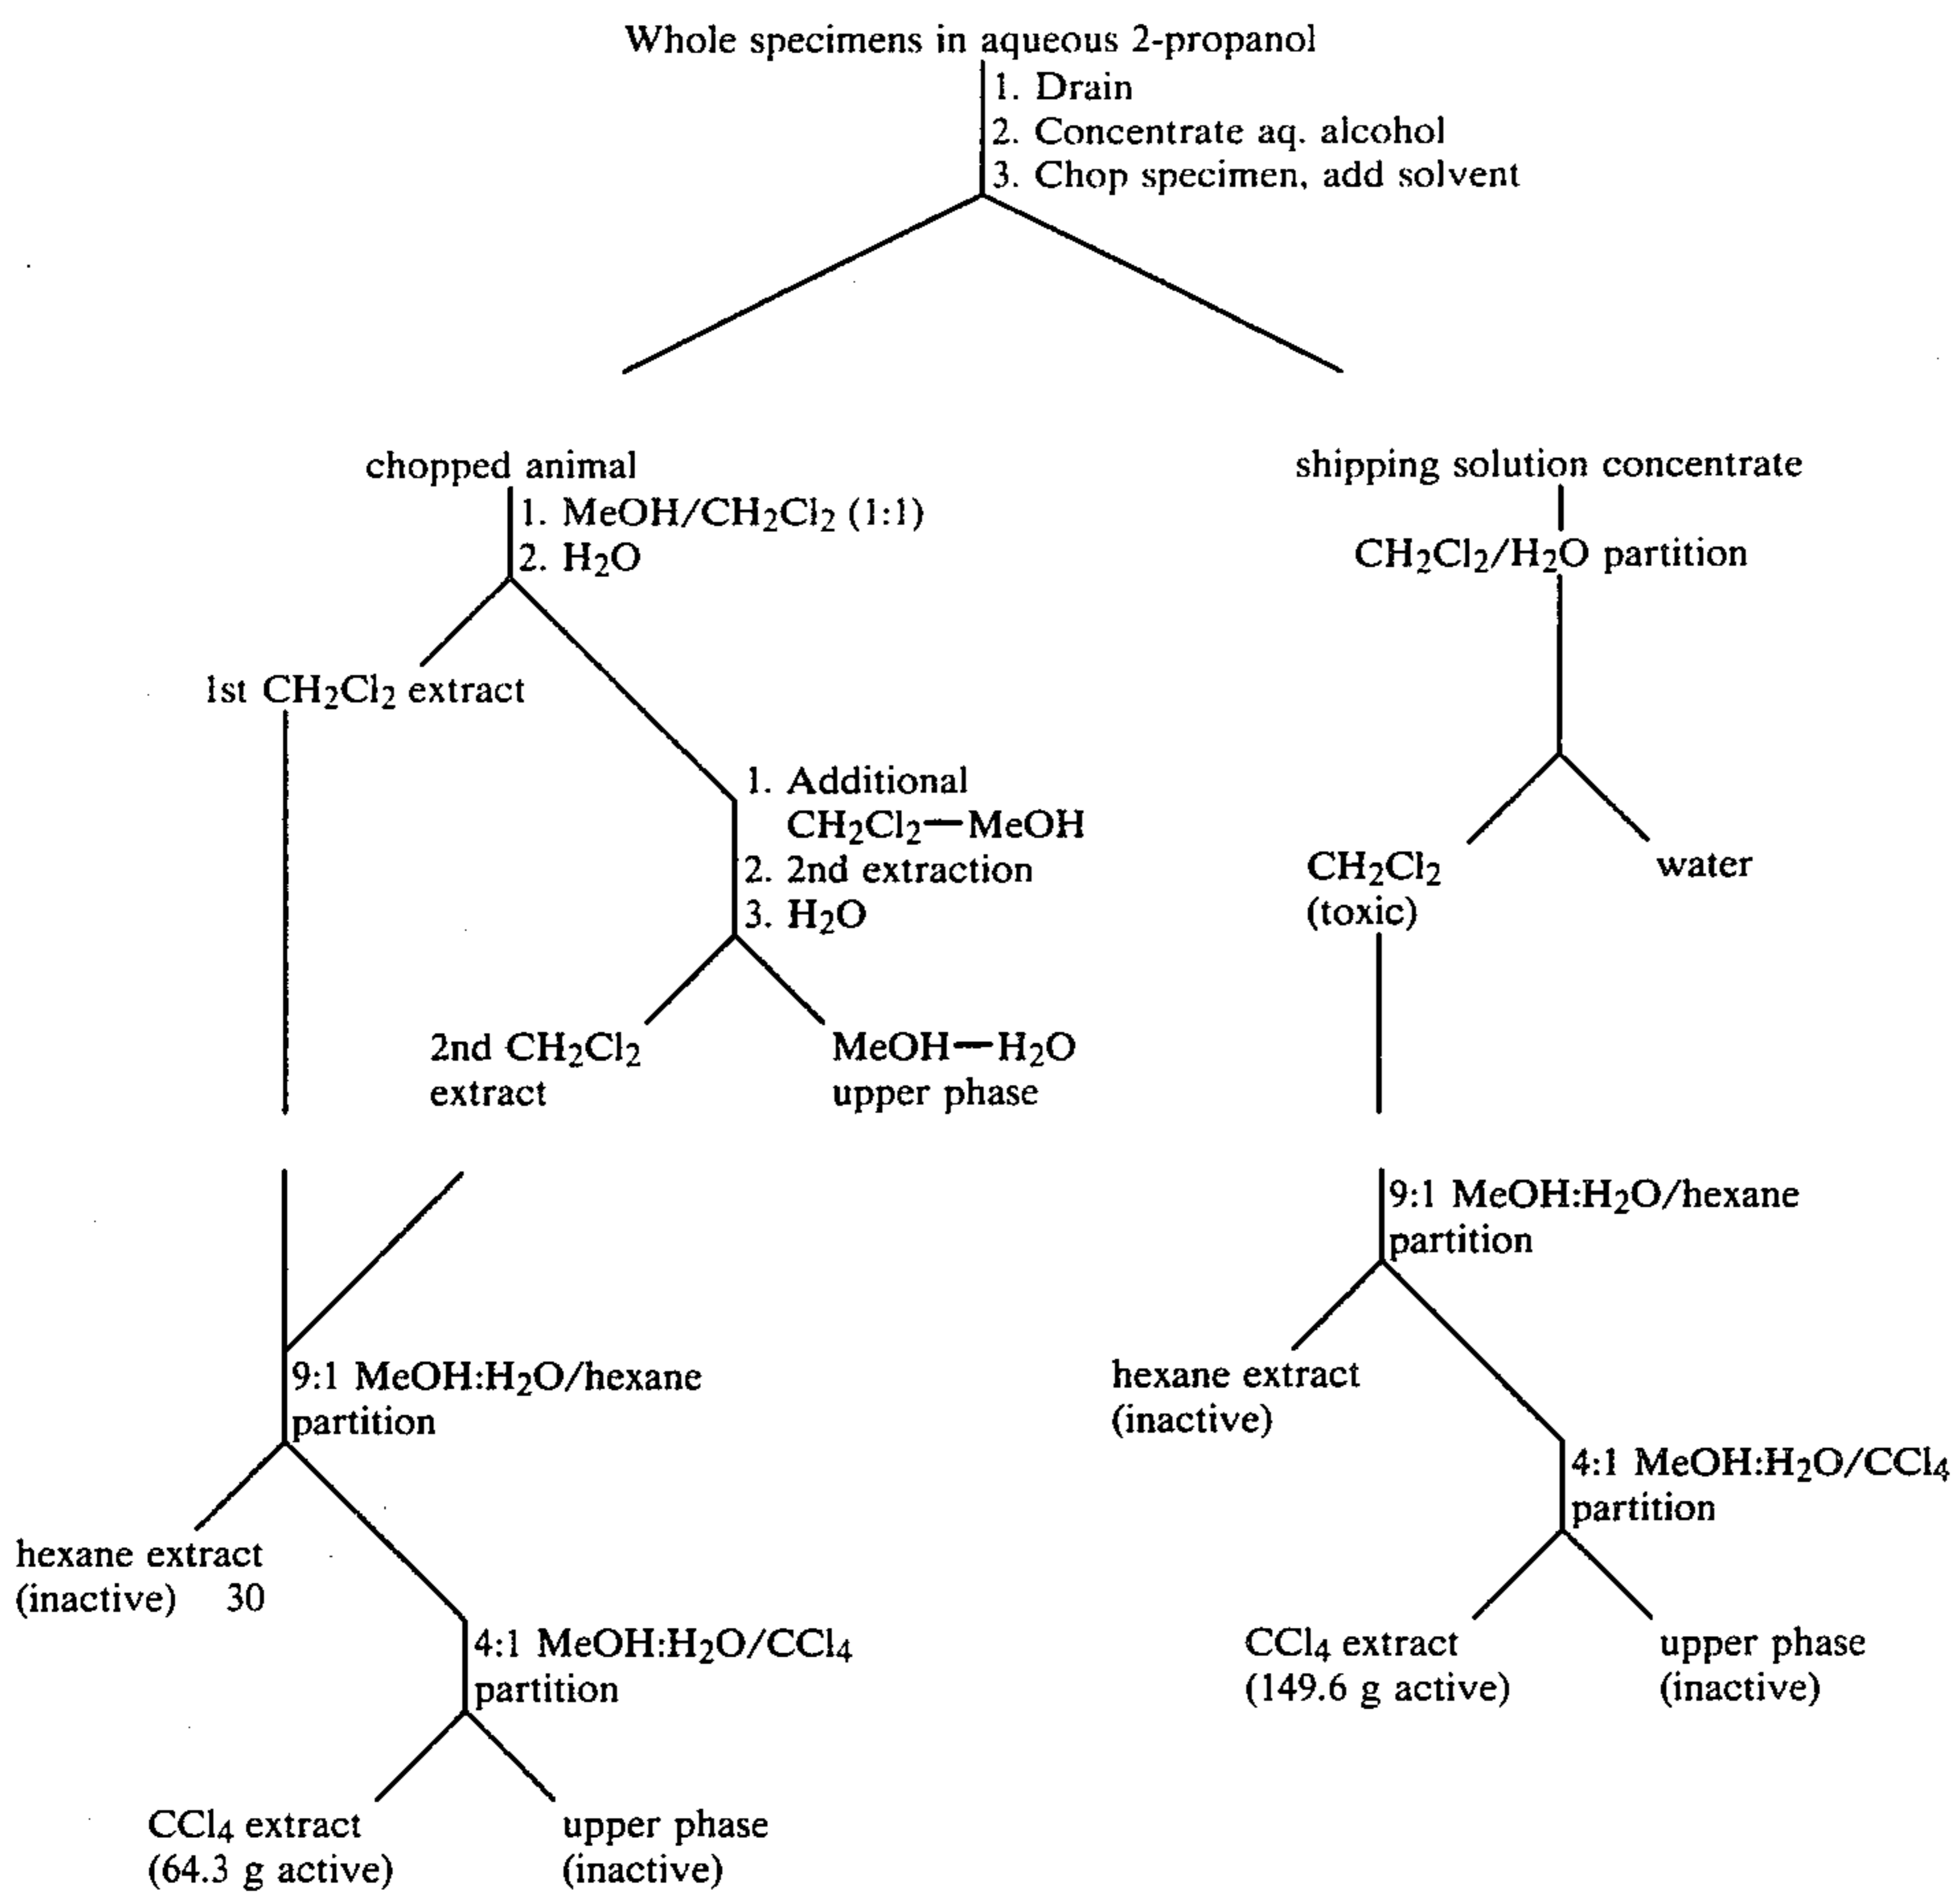 Whole specimens in aqueous 2-propanol
1. Drain
2. Concentrate aq. alcohol
3. Chop specimen, add solvent
chopped animal
1. MeOH/CH₂Cl₂ (1:1)
2. H₂O
1st CH₂Cl₂ extract
1. Additional
CH₂Cl₂—MeOH
2. 2nd extraction
3. H₂O
2nd CH₂Cl₂
extract
MeOH—H₂O
upper phase
9:1 MeOH:H₂O/hexane
partition
hexane extract
(inactive) 30
4:1 MeOH:H₂O/CCl₄
partition
CCl₄ extract
(64.3 g active)
upper phase
(inactive)
shipping solution concentrate
CH₂Cl₂/H₂O partition
CH₂Cl₂
(toxic)
water
9:1 MeOH:H₂O/hexane
partition
hexane extract
(inactive)
4:1 MeOH:H₂O/CCl₄
partition
CCl₄ extract
(149.6 g active)
upper phase
(inactive)